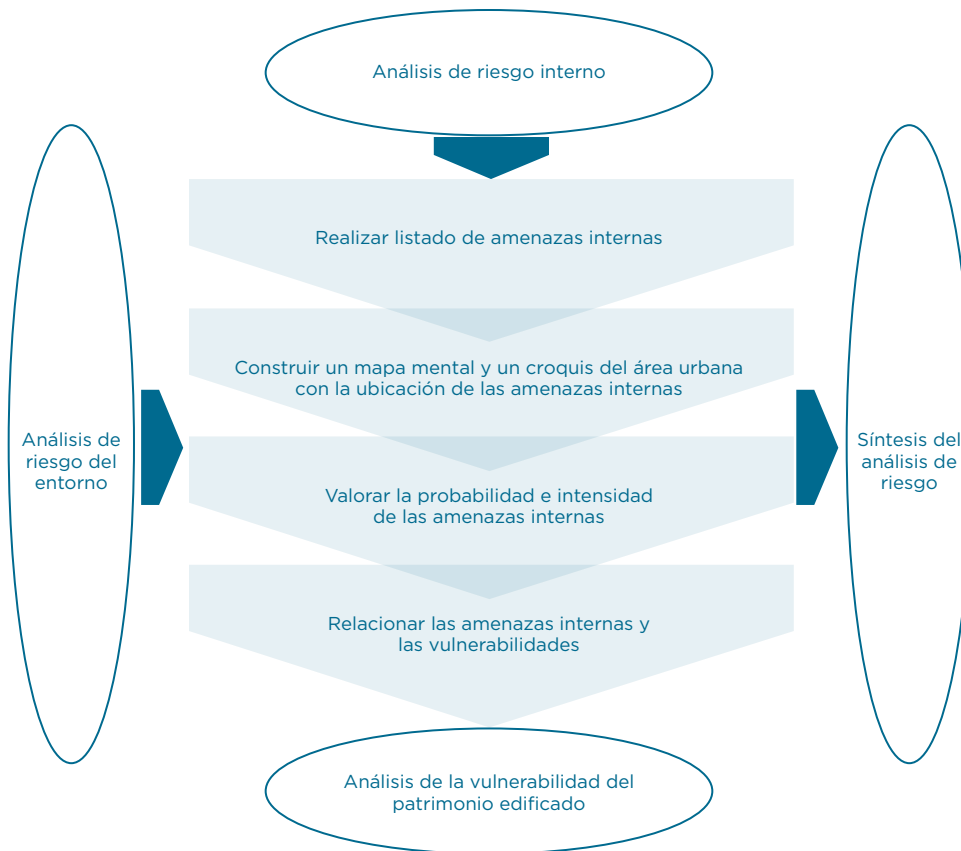 Análisis de riesgo interno
Realizar listado de amenazas internas
Construir un mapa mental y un croquis del área urbana
con la ubicación de las amenazas internas
Análisis de
riesgo del
entorno
Síntesis del
análisis de
riesgo
Valorar la probabilidad e intensidad
de las amenazas internas
Relacionar las amenazas internas y
las vulnerabilidades
Análisis de la vulnerabilidad del
patrimonio edificado